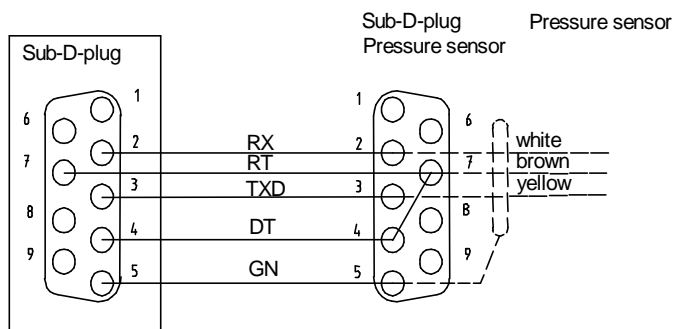 Sub-D-plug Pressure sensor
Pressure sensor
Sub-D-plug
1
6
2
7
3
8
4
9
5
RX
RT
TXD
DT
GN
1
6
2
7
3
8
4
9
5
white
brown
yellow